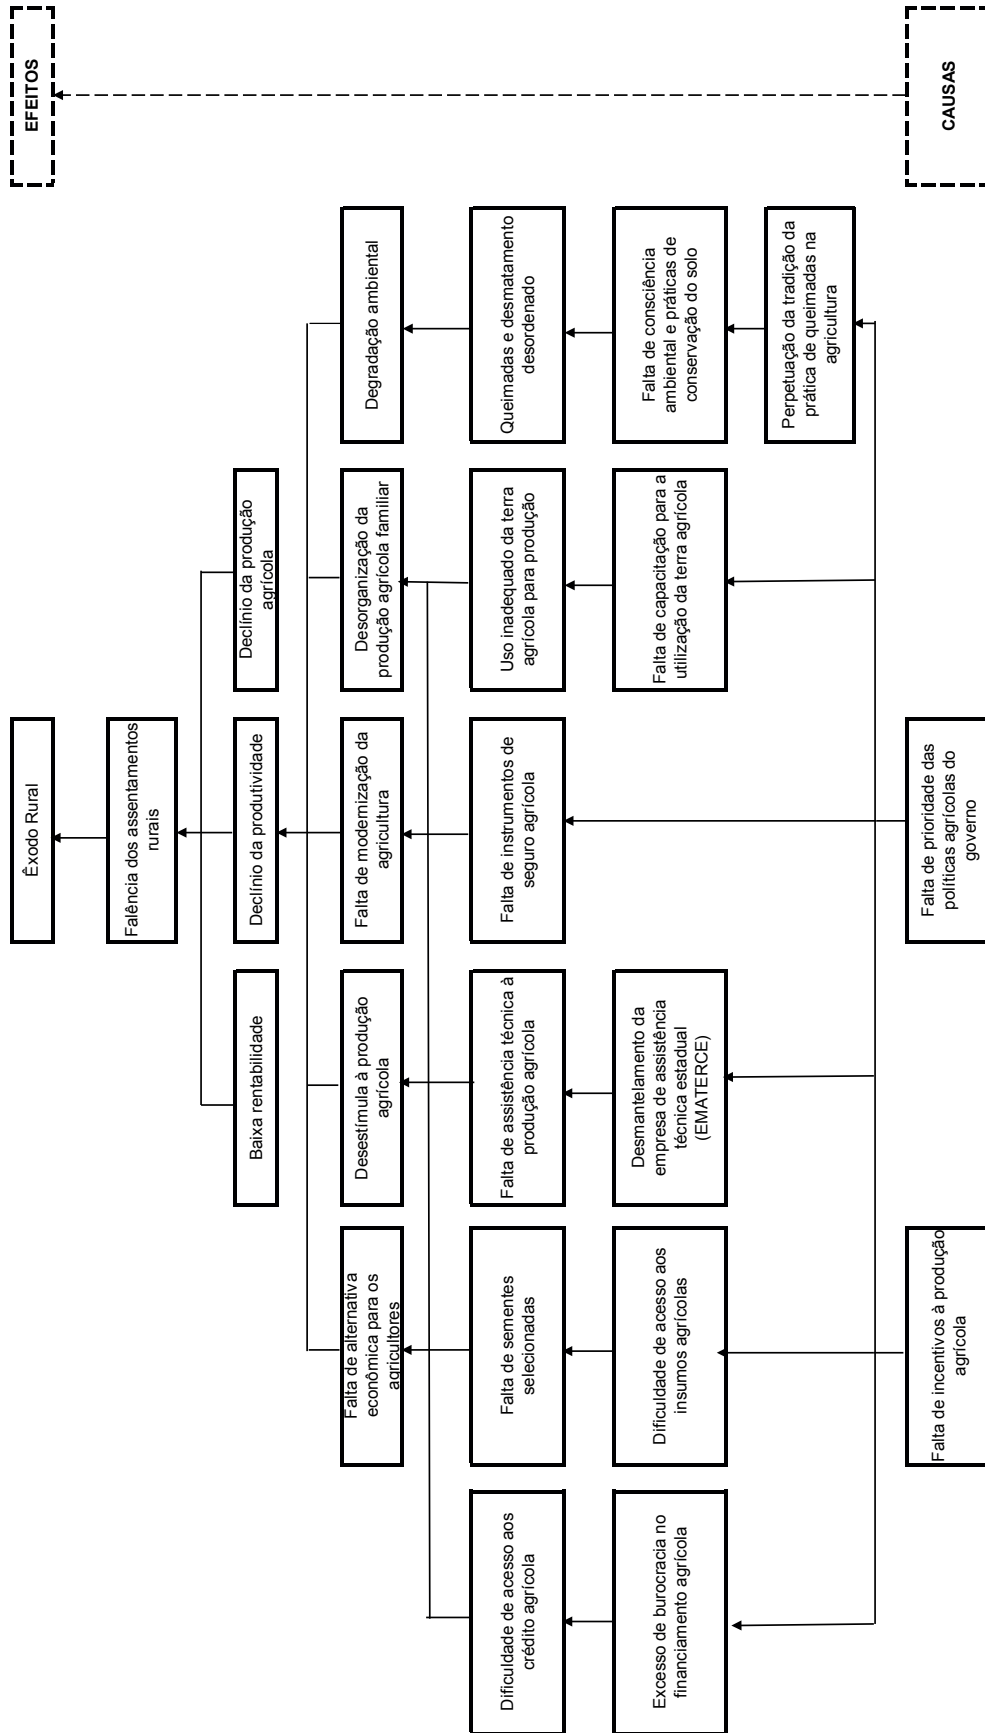 Êxodo Rural
Falência dos assentamentos
rurais
Baixa rentabilidade
Declínio da produtividade
Declínio da produção
agrícola
Falta de alternativa
econômica para os
agricultores
Desestímula à produção
agrícola
Falta de modernização da
agricultura
Desorganização da
produção agrícola familiar
Degradação ambiental
Dificuldade de acesso aos
crédito agrícola
Falta de sementes
selecionadas
Falta de assistência técnica à
produção agrícola
Falta de instrumentos de
seguro agrícola
Uso inadequado da terra
agrícola para produção
Queimadas e desmatamento
desordenado
Excesso de burocracia no
financiamento agrícola
Dificuldade de acesso aos
insumos agrícolas
Desmantelamento da
empresa de assistência
técnica estadual
(EMATERCE)
Falta de capacitação para a
utilização da terra agrícola
Falta de consciência
ambiental e práticas de
conservação do solo
Perpetuação da tradição da
prática de queimadas na
agricultura
Falta de incentivos à produção
agrícola
Falta de prioridade das
políticas agrícolas do
governo
EFEITOS
CAUSAS